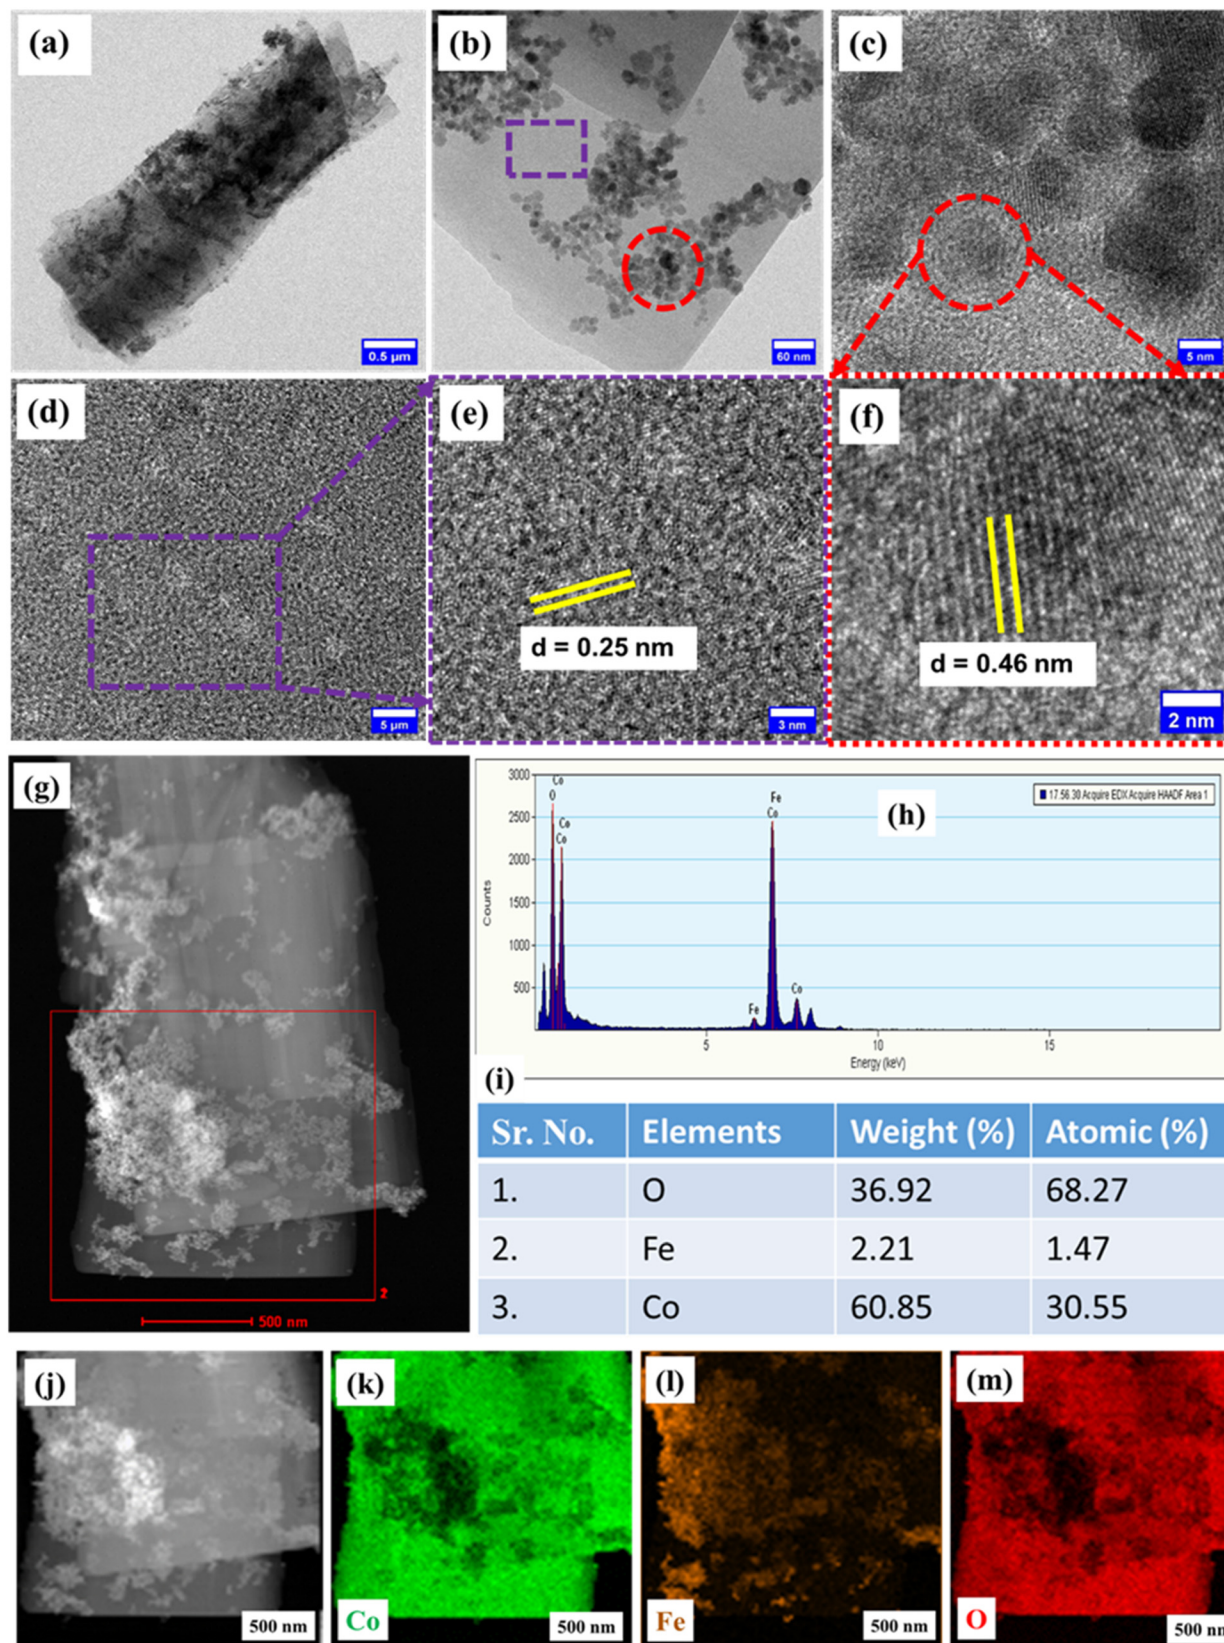 (a)
0.5 µm
(b)
60 nm
(c)
5 nm
(d)
5 µm
(e)
d = 0.25 nm
3 nm
(f)
d = 0.46 nm
2 nm
(g)
2
500 nm
(h)
17.56.30 Acquire EDX Acquire HAADF Area 1
3000
2500
2000
1500
1000
500
Counts
Co
O
Co
Co
Fe
Co
Fe
Co
5
10
15
Energy (keV)
(i)
Sr. No. Elements Weight (%) Atomic (%)
1. O 36.92 68.27
2. Fe 2.21 1.47
3. Co 60.85 30.55
(j)
500 nm
(k)
Co
500 nm
(l)
Fe
500 nm
(m)
O
500 nm